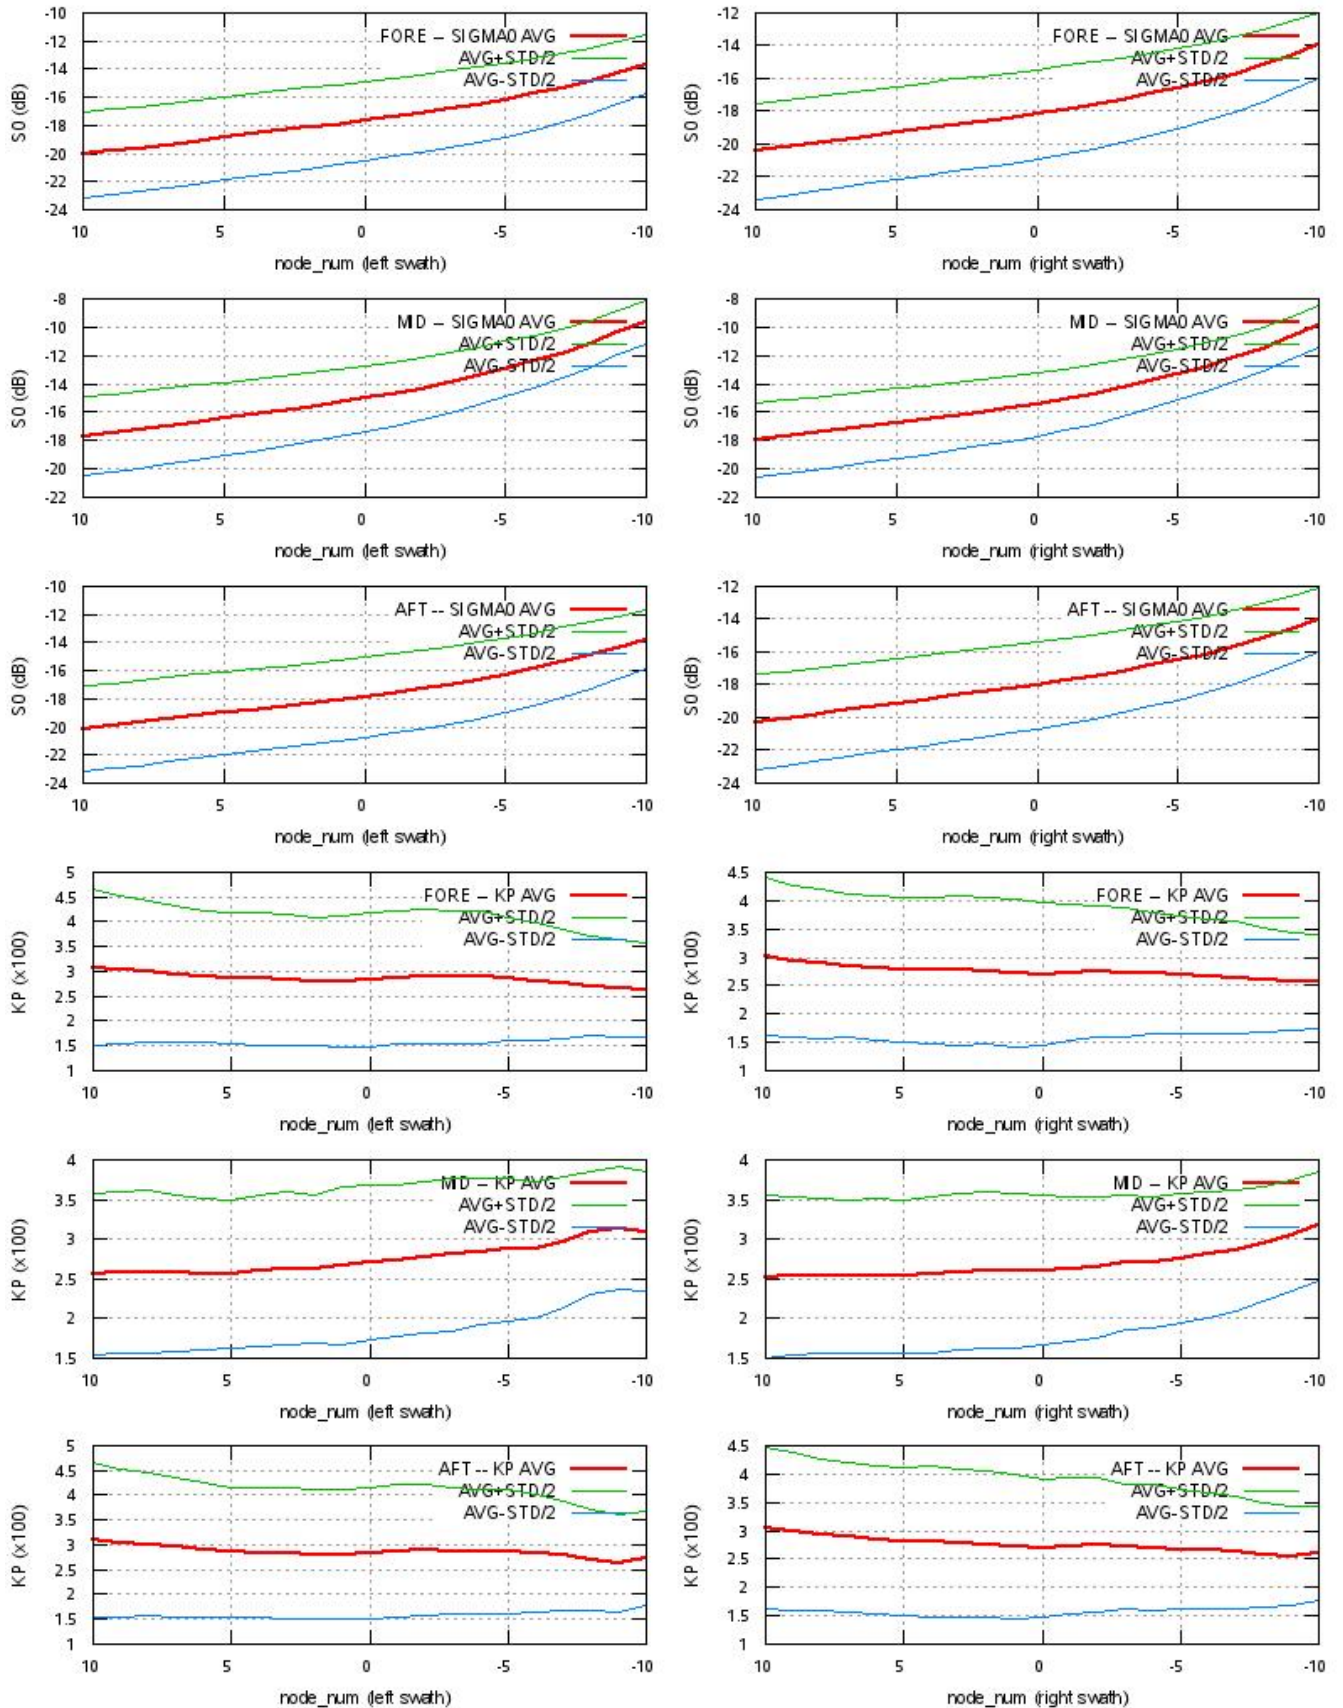 -10
-12
-14
-16
-18
-20
-22
-24
S0 (dB)
FORE -- SIGMA0 AVG
AVG+STD/2
AVG-STD/2
10 5 0 -5 -10
node_num (left swath)
-12
-14
-16
-18
-20
-22
-24
S0 (dB)
FORE -- SIGMA0 AVG
AVG+STD/2
AVG-STD/2
10 5 0 -5 -10
node_num (right swath)
-8
-10
-12
-14
-16
-18
-20
-22
S0 (dB)
MID -- SIGMA0 AVG
AVG+STD/2
AVG-STD/2
10 5 0 -5 -10
node_num (left swath)
-8
-10
-12
-14
-16
-18
-20
-22
S0 (dB)
MID -- SIGMA0 AVG
AVG+STD/2
AVG-STD/2
10 5 0 -5 -10
node_num (right swath)
-10
-12
-14
-16
-18
-20
-22
-24
S0 (dB)
AFT -- SIGMA0 AVG
AVG+STD/2
AVG-STD/2
10 5 0 -5 -10
node_num (left swath)
-12
-14
-16
-18
-20
-22
-24
S0 (dB)
AFT -- SIGMA0 AVG
AVG+STD/2
AVG-STD/2
10 5 0 -5 -10
node_num (right swath)
5
4.5
4
3.5
3
2.5
2
1.5
1
KP (x100)
FORE -- KP AVG
AVG+STD/2
AVG-STD/2
10 5 0 -5 -10
node_num (left swath)
4.5
4
3.5
3
2.5
2
1.5
1
KP (x100)
FORE -- KP AVG
AVG+STD/2
AVG-STD/2
10 5 0 -5 -10
node_num (right swath)
4
3.5
3
2.5
2
1.5
KP (x100)
MID -- KP AVG
AVG+STD/2
AVG-STD/2
10 5 0 -5 -10
node_num (left swath)
4
3.5
3
2.5
2
1.5
KP (x100)
MID -- KP AVG
AVG+STD/2
AVG-STD/2
10 5 0 -5 -10
node_num (right swath)
5
4.5
4
3.5
3
2.5
2
1.5
1
KP (x100)
AFT -- KP AVG
AVG+STD/2
AVG-STD/2
10 5 0 -5 -10
node_num (left swath)
4.5
4
3.5
3
2.5
2
1.5
1
KP (x100)
AFT -- KP AVG
AVG+STD/2
AVG-STD/2
10 5 0 -5 -10
node_num (right swath)